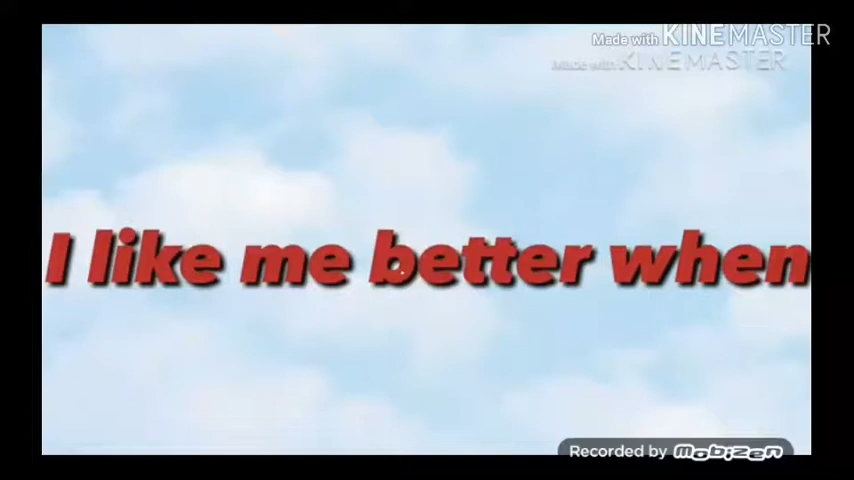 Made with KINEMASTER
Made with KINEMASTER
I like me better when
Recorded by Mobizen